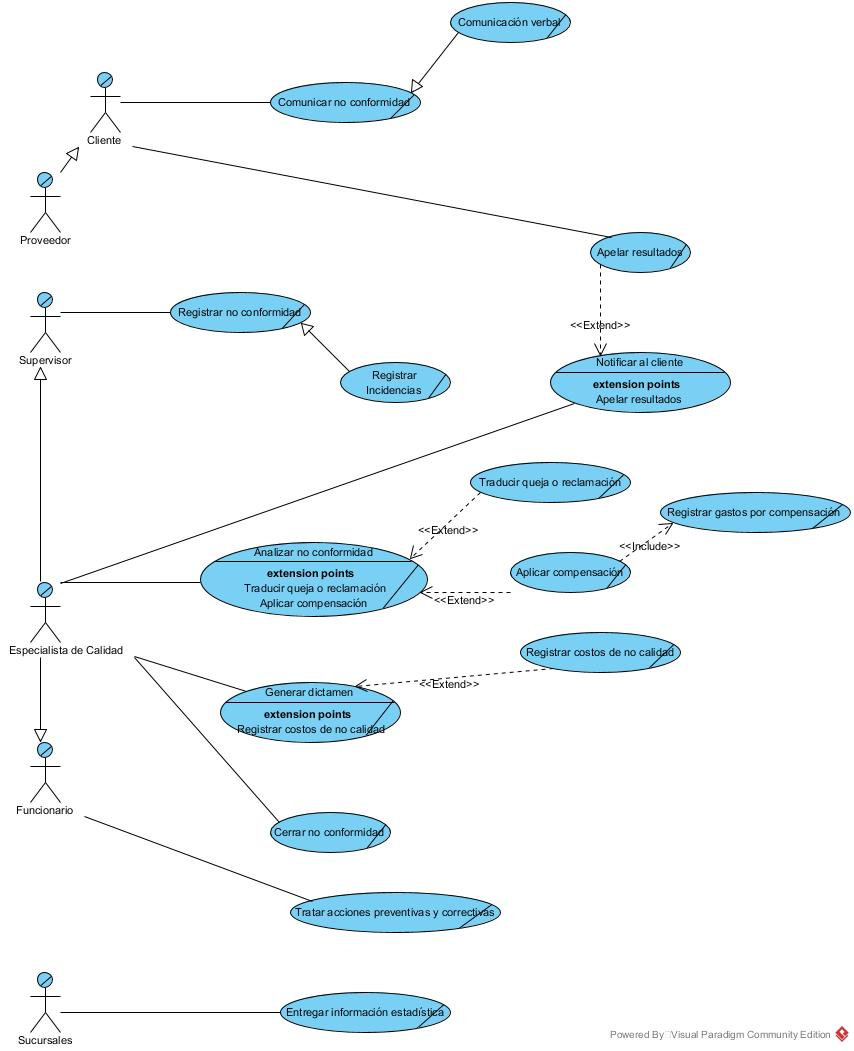 Comunicación verbal
Comunicar no conformidad
Cliente
Proveedor
Apelar resultados
Registrar no conformidad
<<Extend>>
Supervisor
Notificar al cliente
Registrar
Incidencias
extension points
Apelar resultados
Traducir queja o reclamación
Registrar gastos por compensación
<<Extend>>
<<Include>>
Analizar no conformidad
extension points
Traducir queja o reclamación
Aplicar compensación
Aplicar compensación
<<Extend>>
Especialista de Calidad
Registrar costos de no calidad
<<Extend>>
Generar dictamen
extension points
Registrar costos de no calidad
Funcionario
Cerrar no conformidad
Tratar acciones preventivas y correctivas
Entregar información estadística
Sucursales
Powered By Visual Paradigm Community Edition